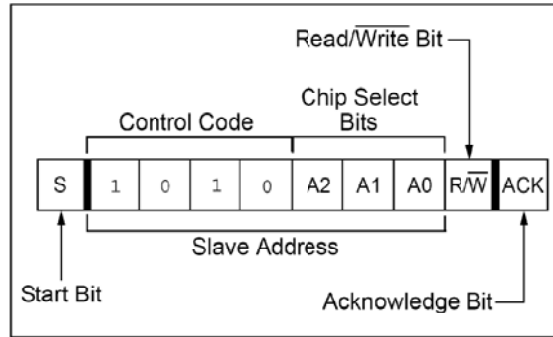 Read/Write Bit
Chip Select
Bits
Control Code
S 1 0 1 0 A2 A1 A0 R/W ACK
Slave Address
Start Bit
Acknowledge Bit